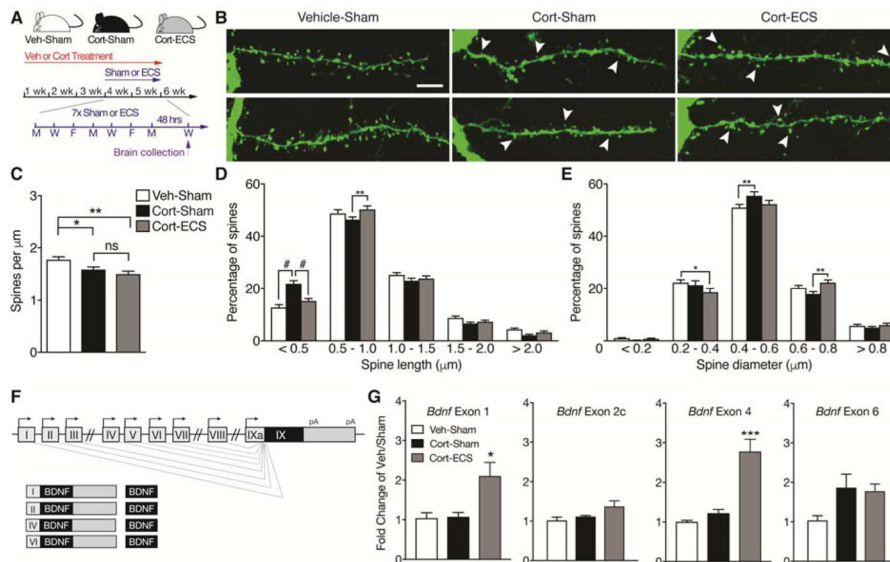 A
Veh-Sham Cort-Sham Cort-ECS
Veh or Cort Treatment
Sham or ECS
1 wk 2 wk 3 wk 4 wk 5 wk 6 wk
7x Sham or ECS 48 hrs
M W F M W F M W
Brain collection
B
Vehicle-Sham Cort-Sham Cort-ECS
C
Spines per μm
3
2
1
0
** 
*
ns
Veh-Sham
Cort-Sham
Cort-ECS
D
Percentage of spines
60
40
20
0
# #
**
< 0.5 0.5 - 1.0 1.0 - 1.5 1.5 - 2.0 > 2.0
Spine length (μm)
E
Percentage of spines
60
40
20
0
*
**
**
< 0.2 0.2 - 0.4 0.4 - 0.6 0.6 - 0.8 > 0.8
Spine diameter (μm)
F
pA pA
I II III IV V VI VII VIII IXa IX
I BDNF BDNF
II BDNF BDNF
IV BDNF BDNF
VI BDNF BDNF
G
Fold Change of Veh/Sham
Bdnf Exon 1
4
3
2
1
0
Veh-Sham
Cort-Sham
Cort-ECS
*
Bdnf Exon 2c
4
3
2
1
0
Bdnf Exon 4
4
3
2
1
0
***
Bdnf Exon 6
4
3
2
1
0